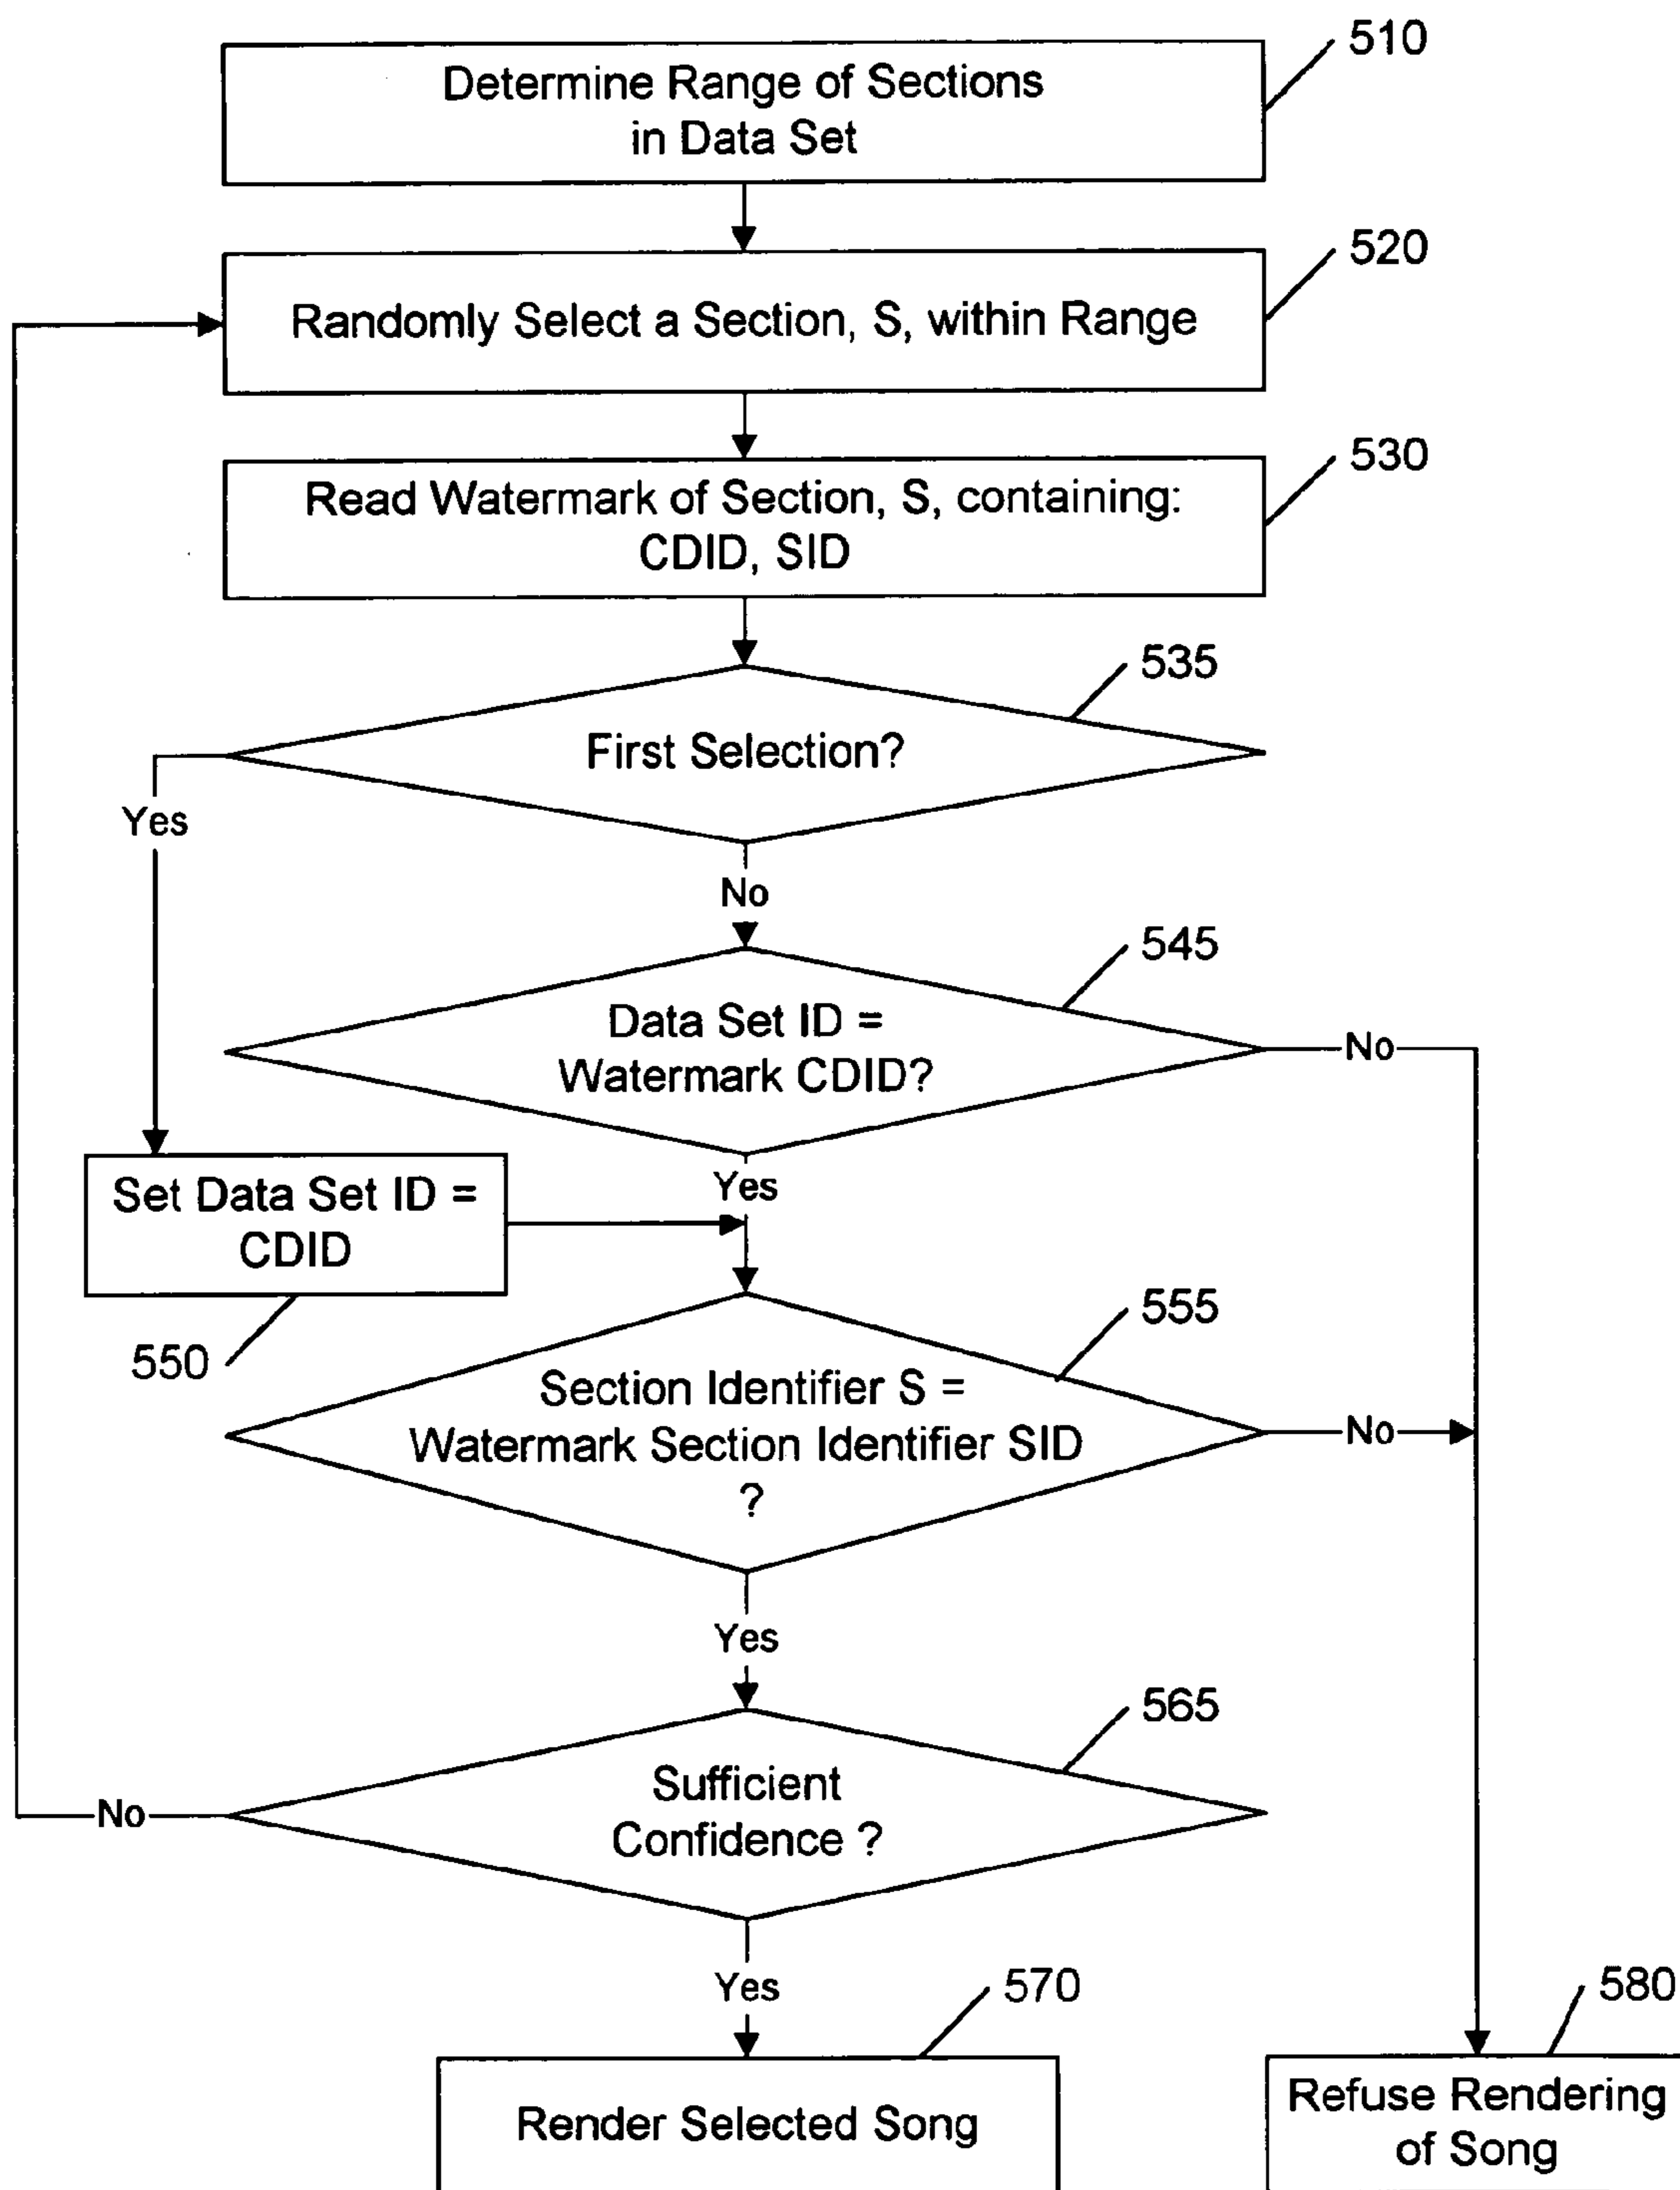 510
Determine Range of Sections
in Data Set
520
Randomly Select a Section, S, within Range
530
Read Watermark of Section, S, containing:
CDID, SID
535
First Selection?
Yes
No
545
Data Set ID =
Watermark CDID?
No
Set Data Set ID =
CDID
Yes
550
555
Section Identifier S =
Watermark Section Identifier SID
?
No
Yes
565
Sufficient
Confidence ?
No
Yes
570
580
Render Selected Song
Refuse Rendering
of Song